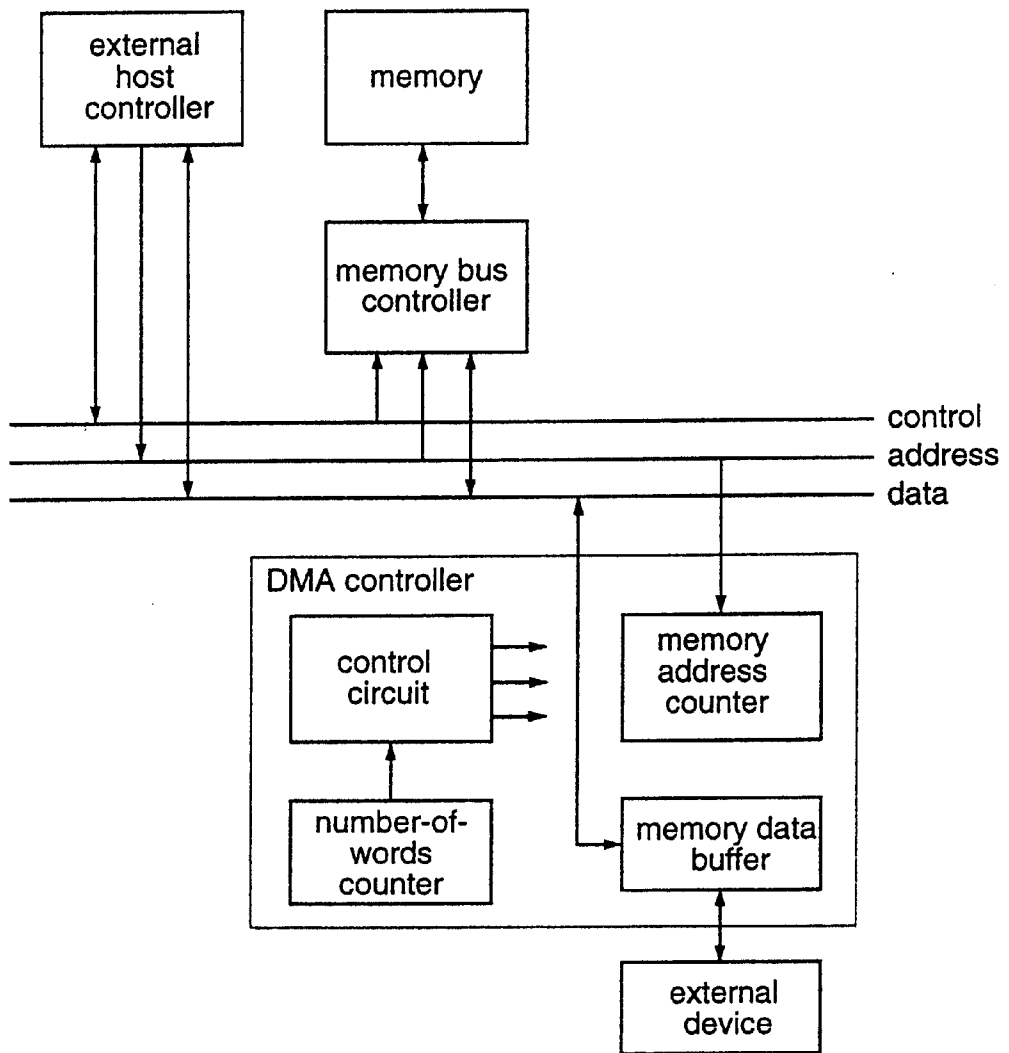 external
host
controller
memory
memory bus
controller
control
address
data
DMA controller
control
circuit
memory
address
counter
number-of-
words
counter
memory data
buffer
external
device